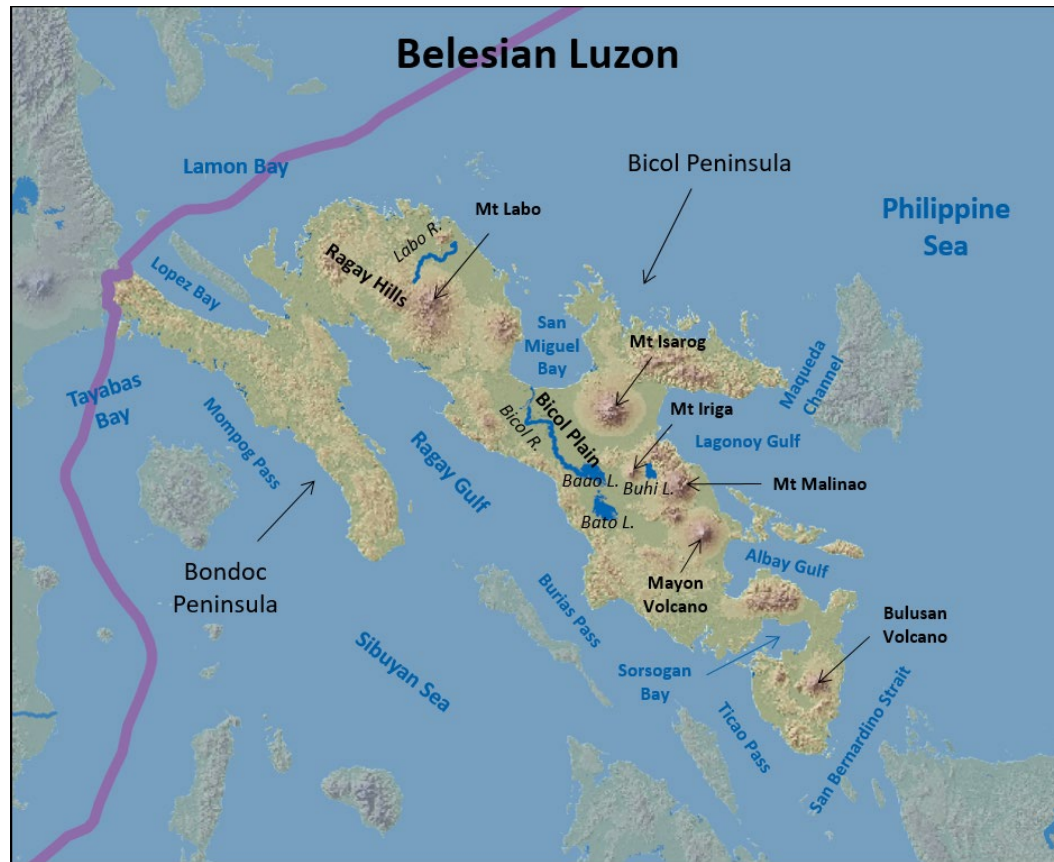 Belesian Luzon
Lamon Bay
Bicol Peninsula
Philippine
Sea
Mt Labo
Labo R.
Ragay Hills
Lopez Bay
San
Miguel
Bay
Mt Isarog
Maqueda
Channel
Tayabas
Bay
Mompog Pass
Bicol R.
Bicol Plain
Mt Iriga
Lagonoy Gulf
Ragay Gulf
Baao L.
Buhi L.
Mt Malinao
Bato L.
Bondoc
Peninsula
Burias Pass
Mayon
Volcano
Albay Gulf
Bulusan
Volcano
Sibuyan Sea
Sorsogan
Bay
Ticao Pass
San Bernardino Strait